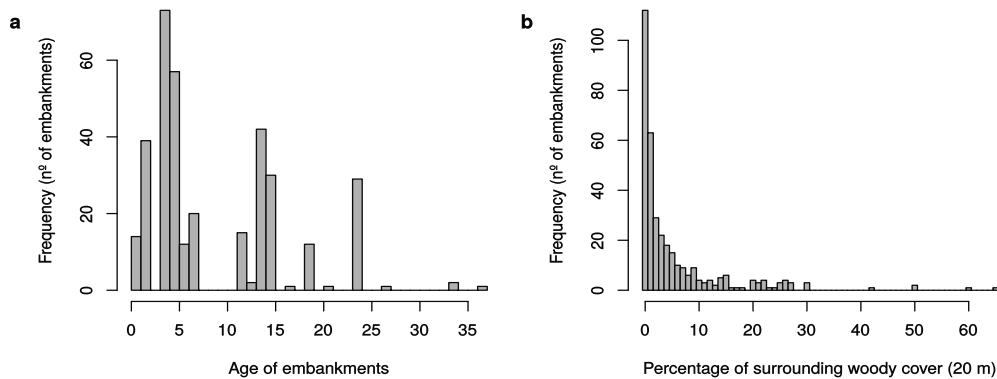 a
Frequency (nº of embankments)
0
20
40
60
0 5 10 15 20 25 30 35
Age of embankments
b
Frequency (nº of embankments)
0
20
40
60
80
100
0 10 20 30 40 50 60
Percentage of surrounding woody cover (20 m)